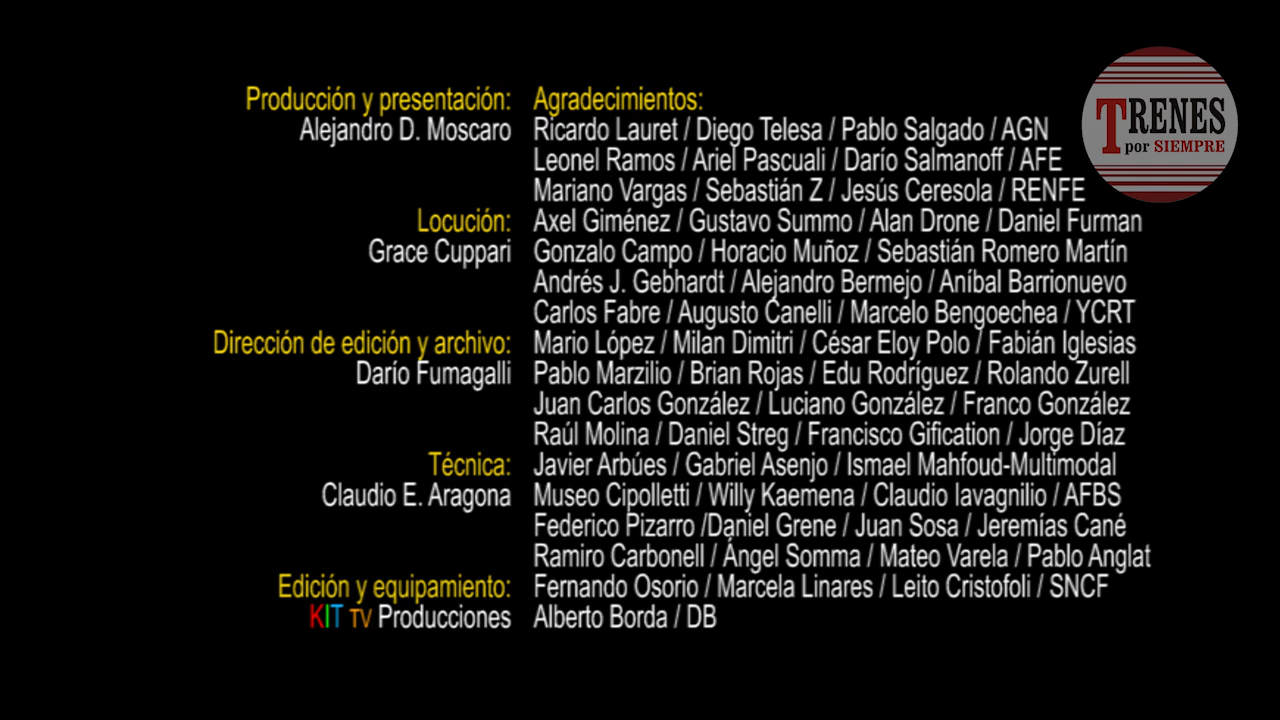 Producción y presentación:
Alejandro D. Moscaro
Locución:
Grace Cuppari
Dirección de edición y archivo:
Darío Fumagalli
Técnica:
Claudio E. Aragona
Edición y equipamiento:
KIT TV Producciones
Agradecimientos:
Ricardo Lauret / Diego Telesa / Pablo Salgado / AGN
Leonel Ramos / Ariel Pascuali / Darío Salmanoff / AFE
Mariano Vargas / Sebastián Z / Jesús Ceresola / RENFE
Axel Giménez / Gustavo Summo / Alan Drone / Daniel Furman
Gonzalo Campo / Horacio Muñoz / Sebastián Romero Martín
Andrés J. Gebhardt / Alejandro Bermejo / Aníbal Barrionuevo
Carlos Fabre / Augusto Canelli / Marcelo Bengoechea / YCRT
Mario López / Milan Dimitri / César Eloy Polo / Fabián Iglesias
Pablo Marzilio / Brian Rojas / Edu Rodríguez / Rolando Zurell
Juan Carlos González / Luciano González / Franco González
Raúl Molina / Daniel Streg / Francisco Gification / Jorge Díaz
Javier Arbúes / Gabriel Asenjo / Ismael Mahfoud-Multimodal
Museo Cipolletti / Willy Kaemena / Claudio Iavagnilio / AFBS
Federico Pizarro /Daniel Grene / Juan Sosa / Jeremías Cané
Ramiro Carbonell / Ángel Somma / Mateo Varela / Pablo Anglat
Fernando Osorio / Marcela Linares / Leito Cristofoli / SNCF
Alberto Borda / DB
TRENES
por SIEMPRE